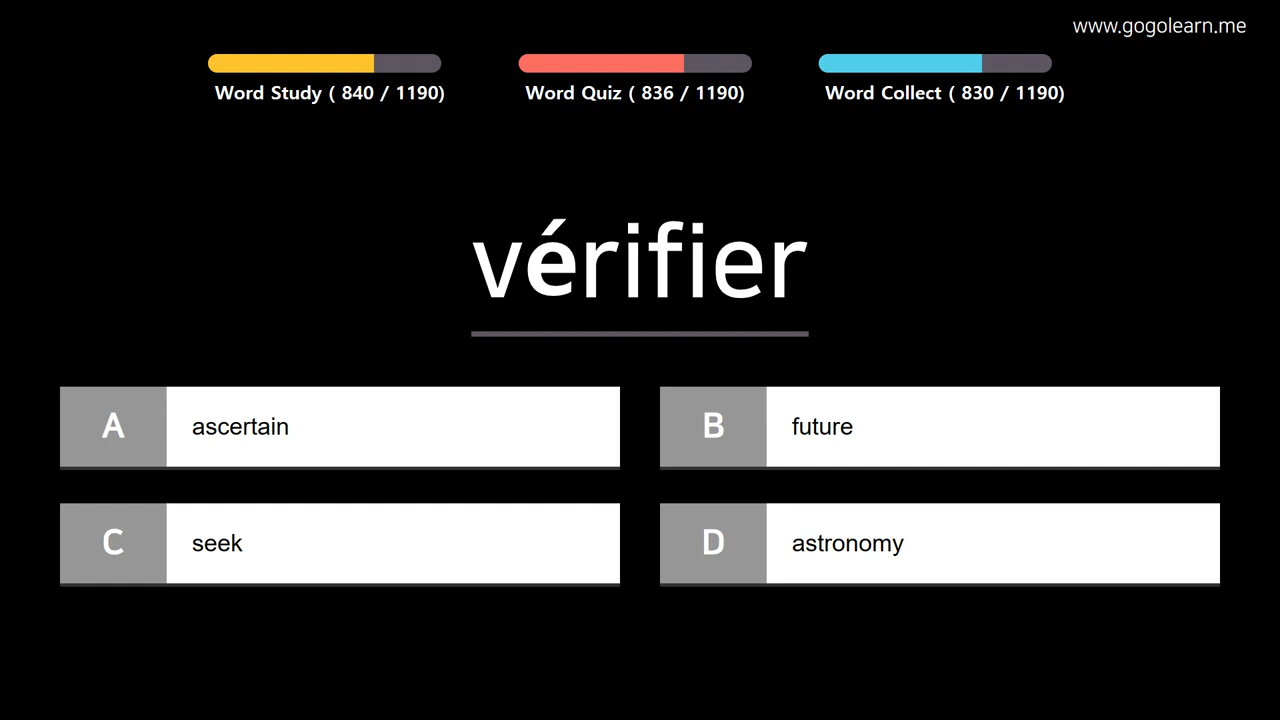 www.gogolearn.me
Word Study ( 840 / 1190)
Word Quiz ( 836 / 1190)
Word Collect ( 830 / 1190)
vérifier
A ascertain
B future
C seek
D astronomy